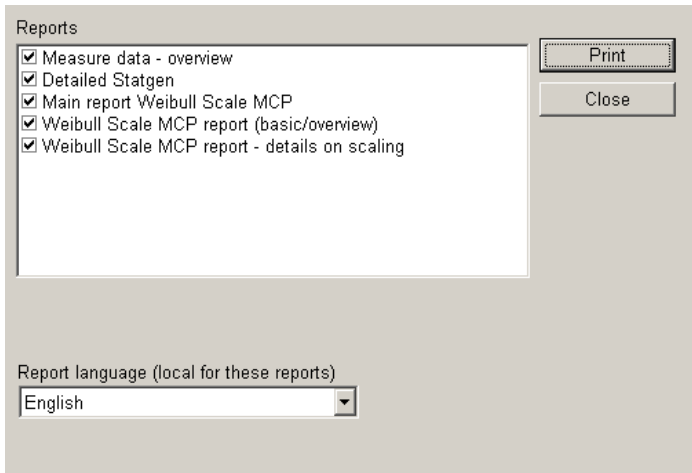 Reports
Measure data - overview
Detailed Statgen
Main report Weibull Scale MCP
Weibull Scale MCP report (basic/overview)
Weibull Scale MCP report - details on scaling
Print
Close
Report language (local for these reports)
English